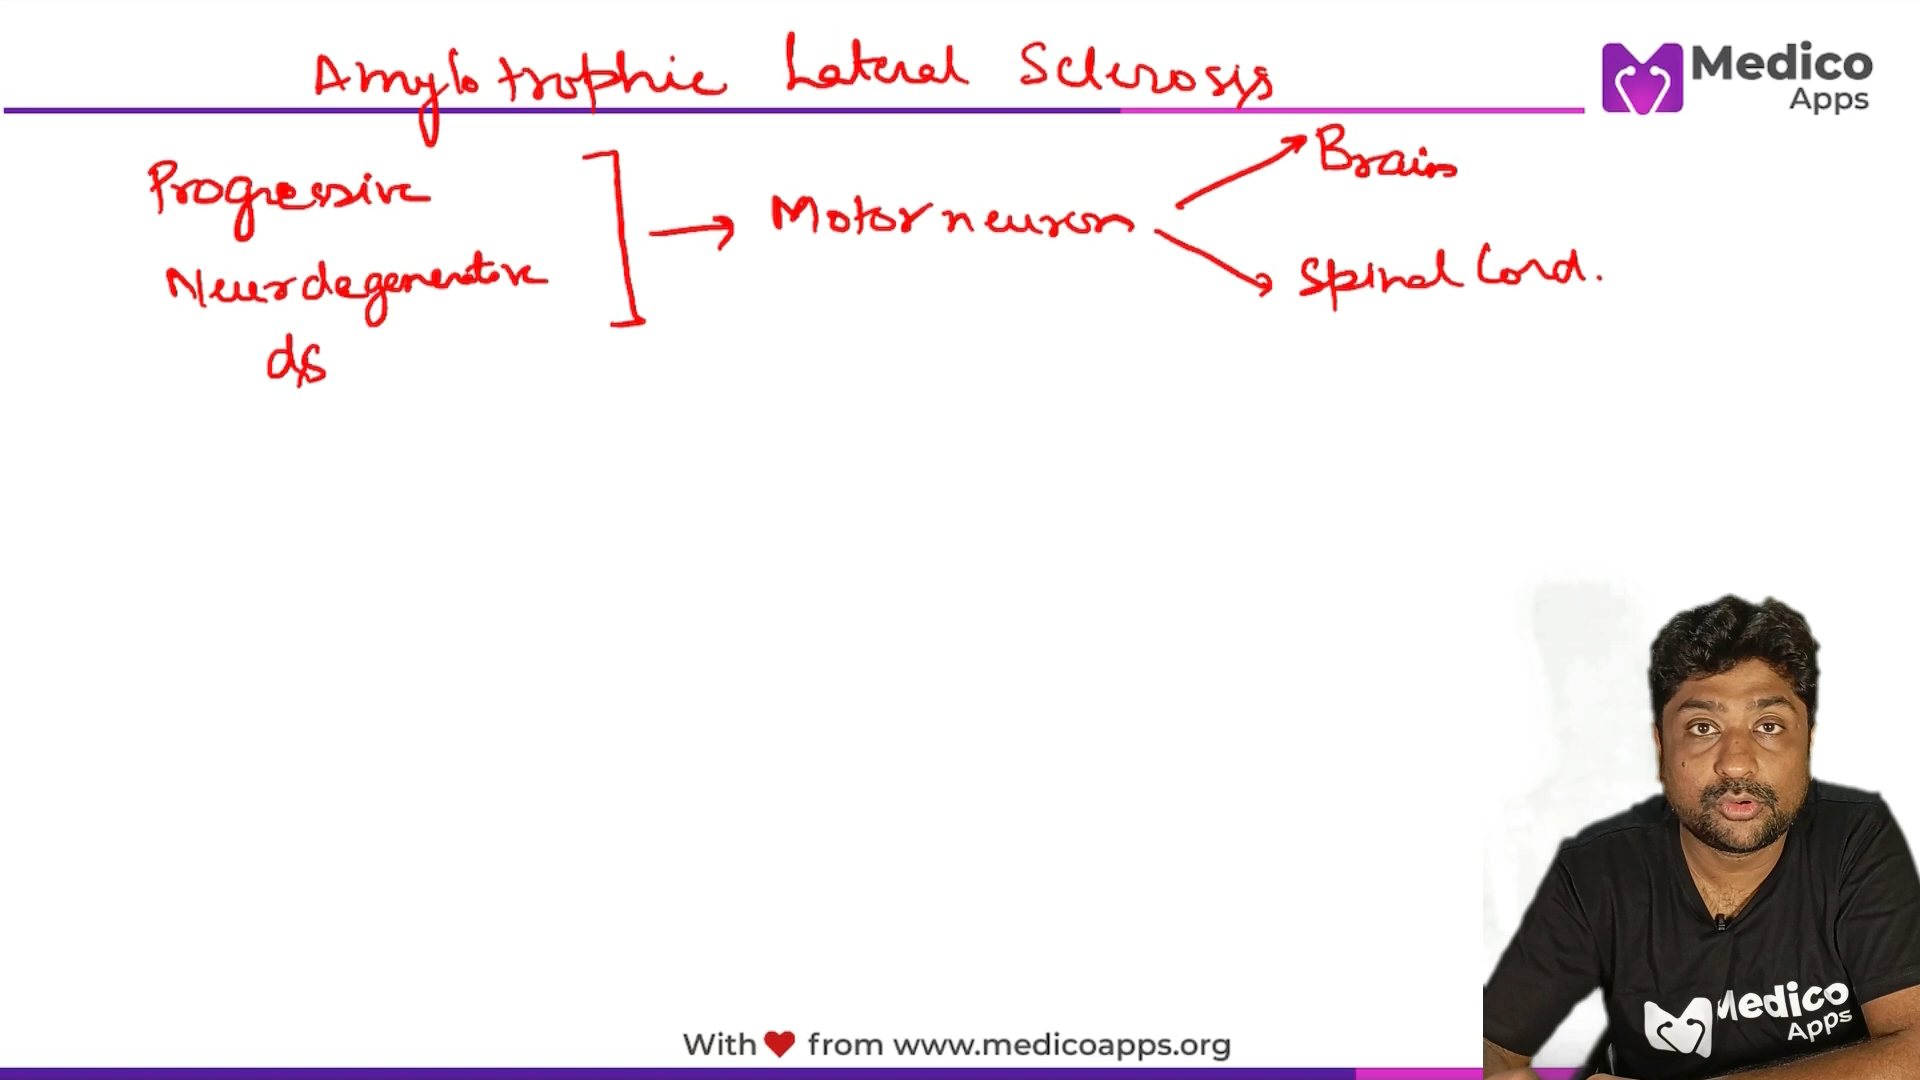 Amylotrophic Lateral Sclerosis
Medico
Apps
Progressive
Neurdegenerative
ds
Motor neuron
Brain
Spinal Cord.
Medico
Apps
With ❤ from www.medicoapps.org